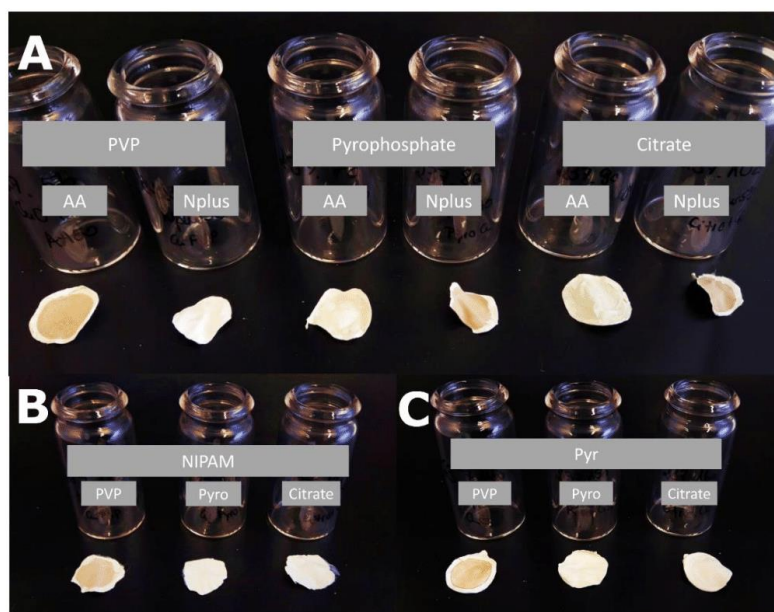 A
PVP
Pyrophosphate
Citrate
AA
Nplus
AA
Nplus
AA
Nplus
B
NIPAM
PVP
Pyro
Citrate
C
Pyr
PVP
Pyro
Citrate